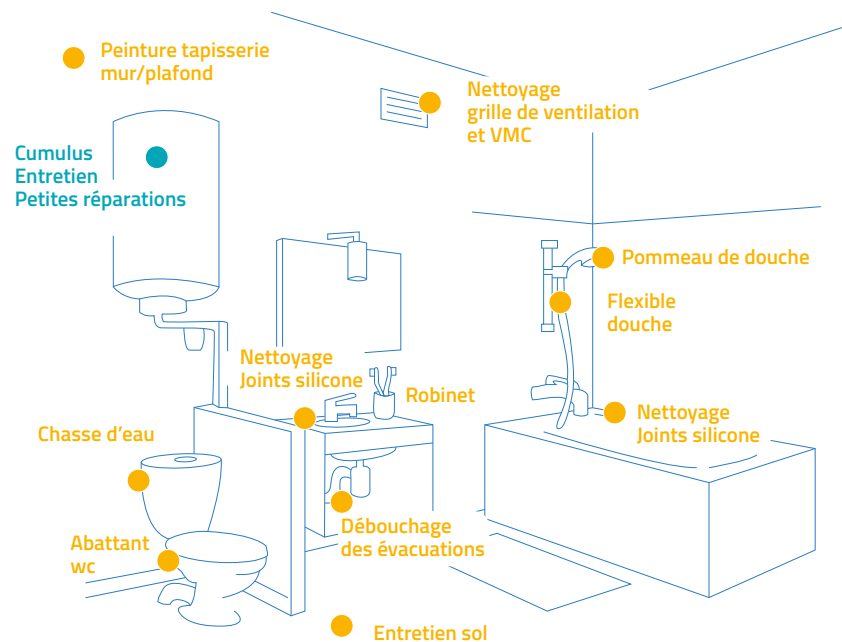 Peinture tapisserie
mur/plafond
Nettoyage
grille de ventilation
et VMC
Cumulus
Entretien
Petites réparations
Pommeau de douche
Flexible
douche
Nettoyage
Joints silicone
Robinet
Nettoyage
Joints silicone
Chasse d'eau
Débouchage
des évacuations
Abattant
wc
Entretien sol